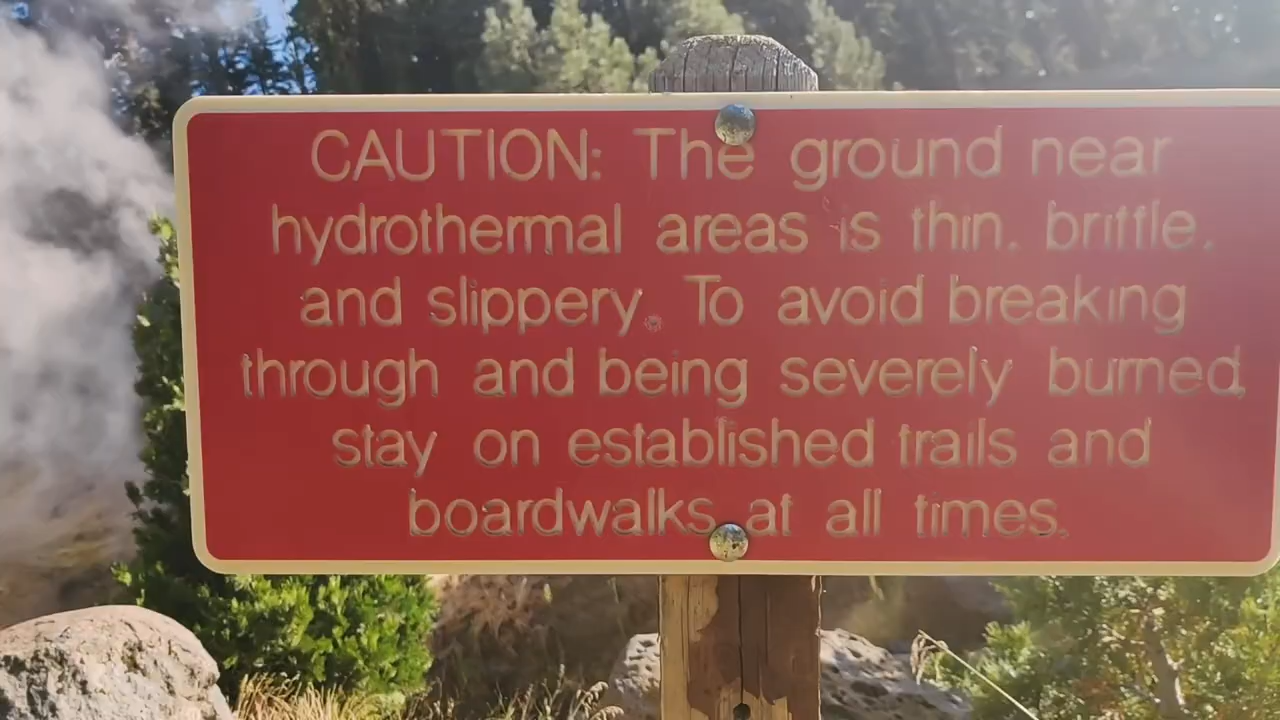 CAUTION: The ground near
hydrothermal areas is thin, brittle,
and slippery. To avoid breaking
through and being severely burned,
stay on established trails and
boardwalks at all times.